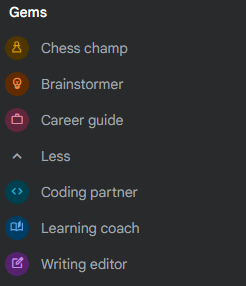 Gems
Chess champ
Brainstormer
Career guide
Less
Coding partner
Learning coach
Writing editor